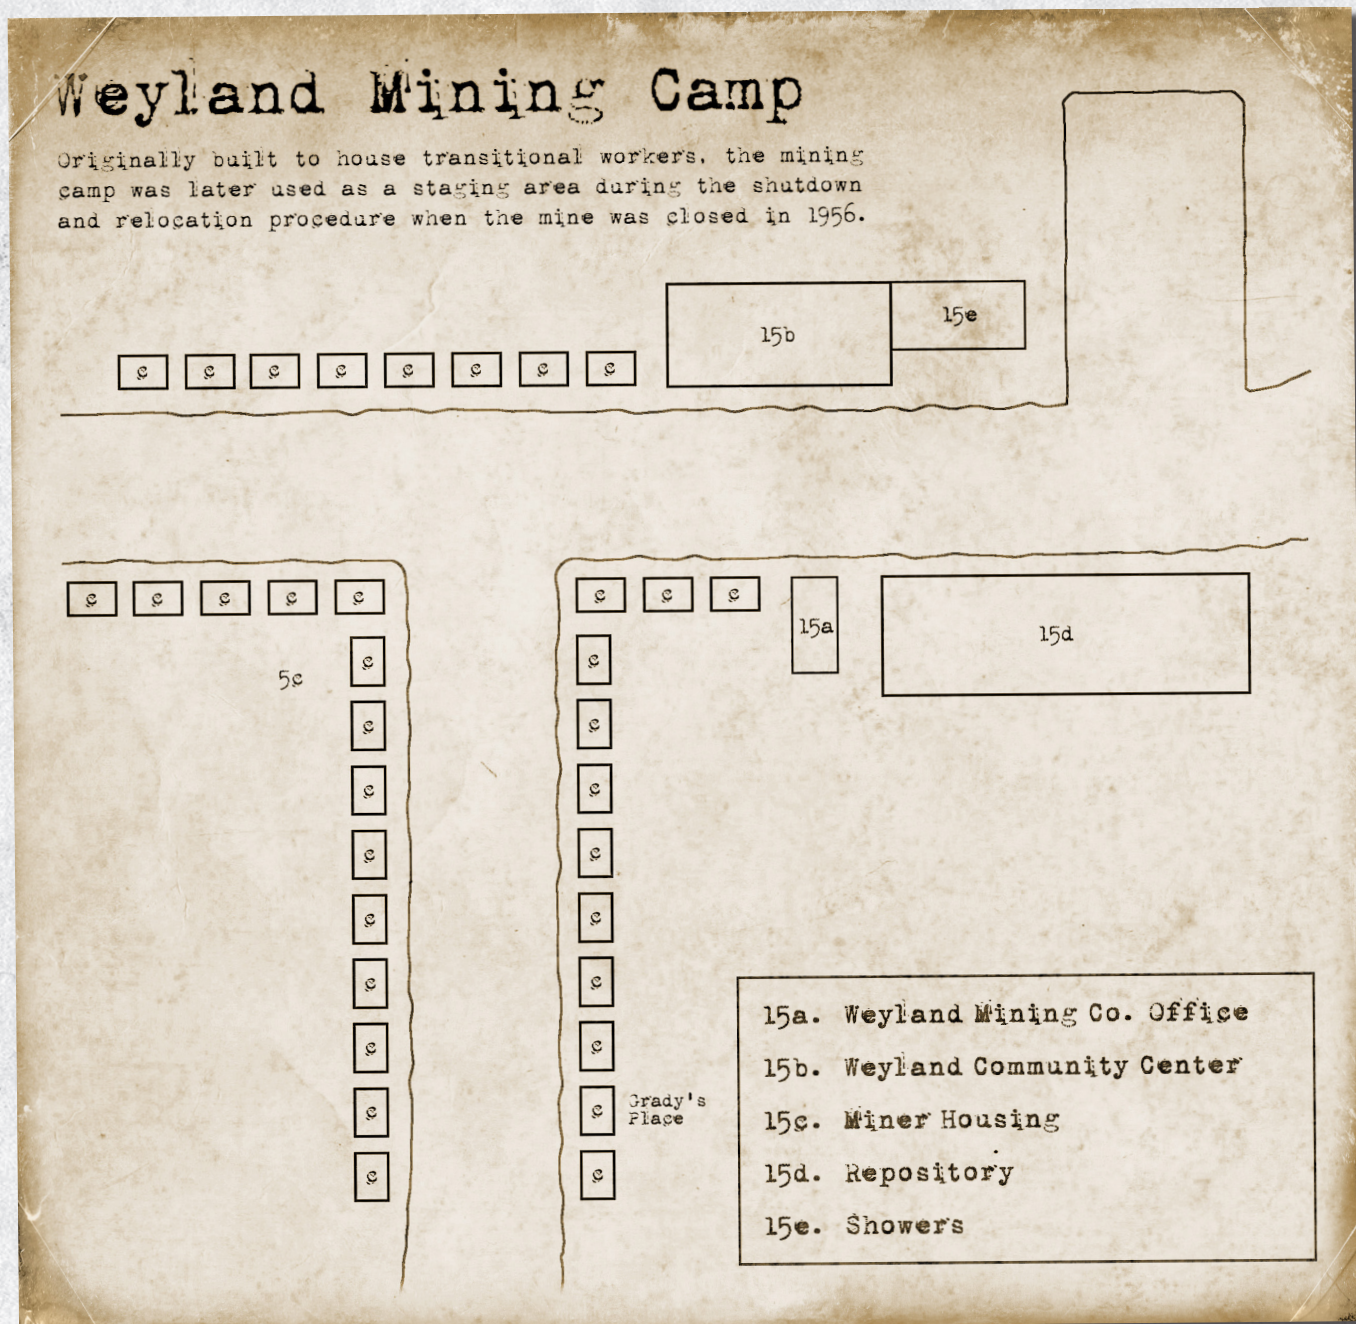 Weyland Mining Camp
Originally built to house transitional workers, the mining
camp was later used as a staging area during the shutdown
and relocation procedure when the mine was closed in 1956.
15b 15e
c c c c c c c c
c c c c c c c c 15a 15d
c c
5c
c c
c c
c c
c c
c c
c c
c c Grady's
Place
c c
15a. Weyland Mining Co. Office
15b. Weyland Community Center
15c. Miner Housing
15d. Repository
15e. Showers